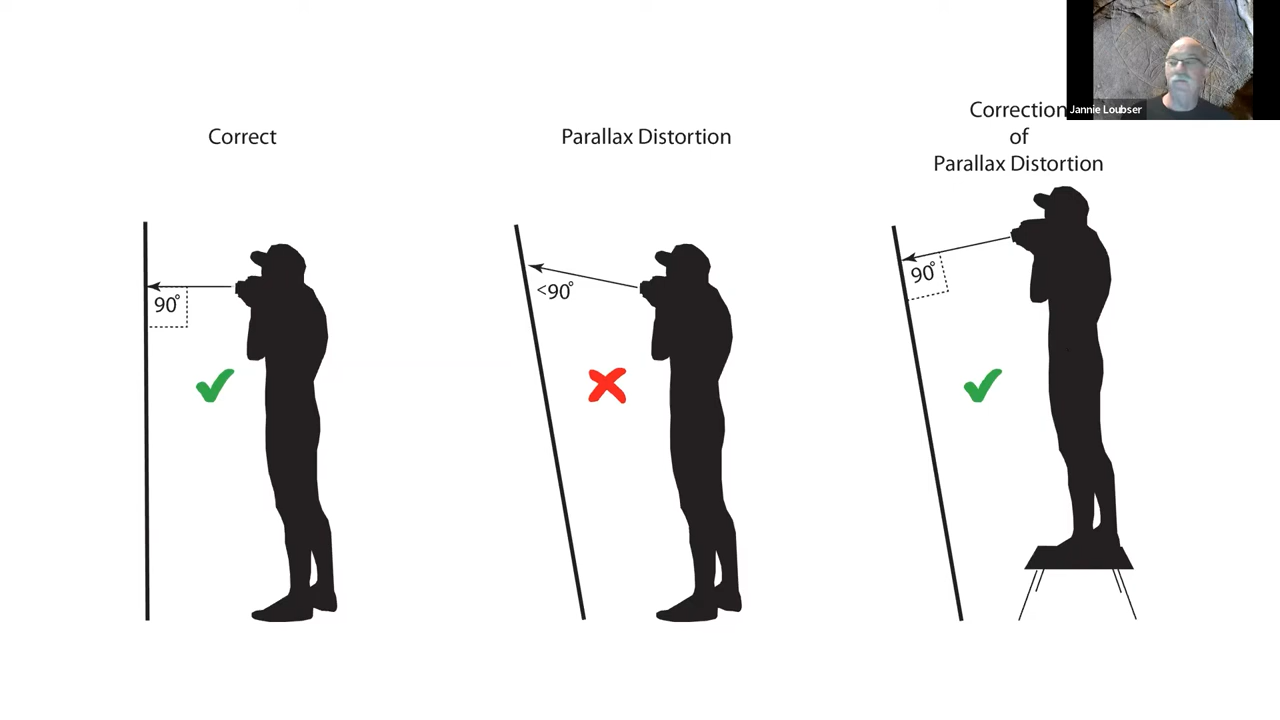 Jannie Loubser
Correct
Parallax Distortion
Correction
of
Parallax Distortion
90°
<90°
90°